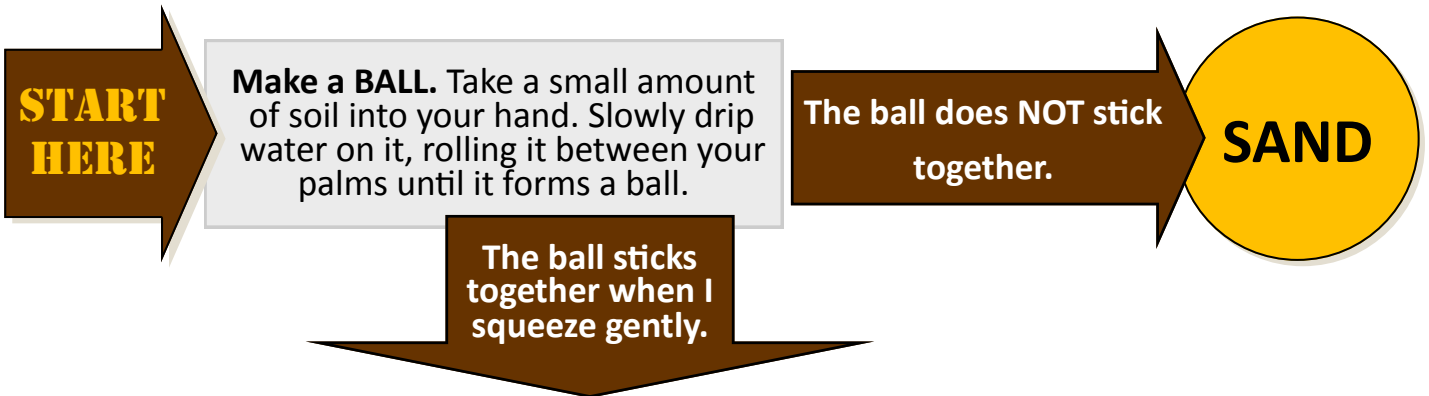 START
HERE
Make a BALL. Take a small amount
of soil into your hand. Slowly drip
water on it, rolling it between your
palms until it forms a ball.
The ball does NOT stick
together.
SAND
The ball sticks
together when I
squeeze gently.